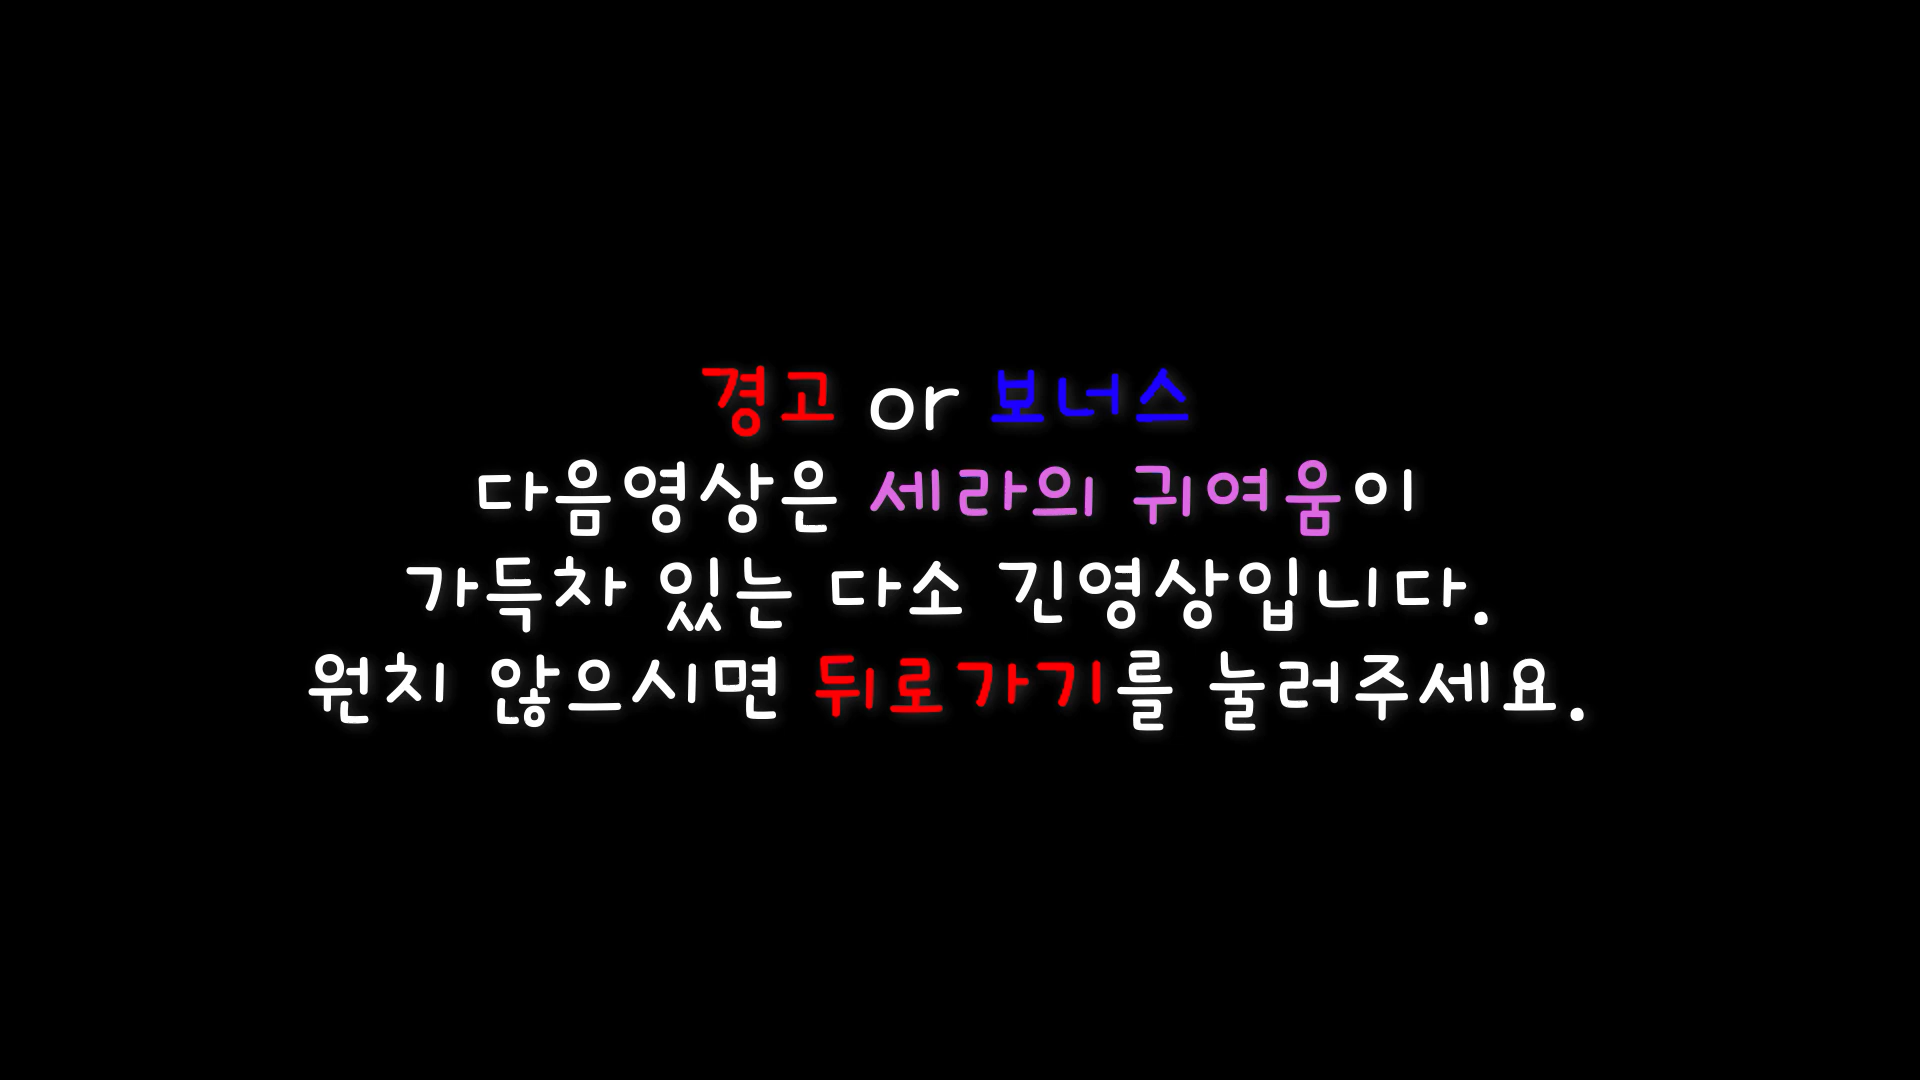 경고 or 보너스
다음영상은 세라의 귀여움이
가득차 있는 다소 긴영상입니다.
원치 않으시면 뒤로가기를 눌러주세요.